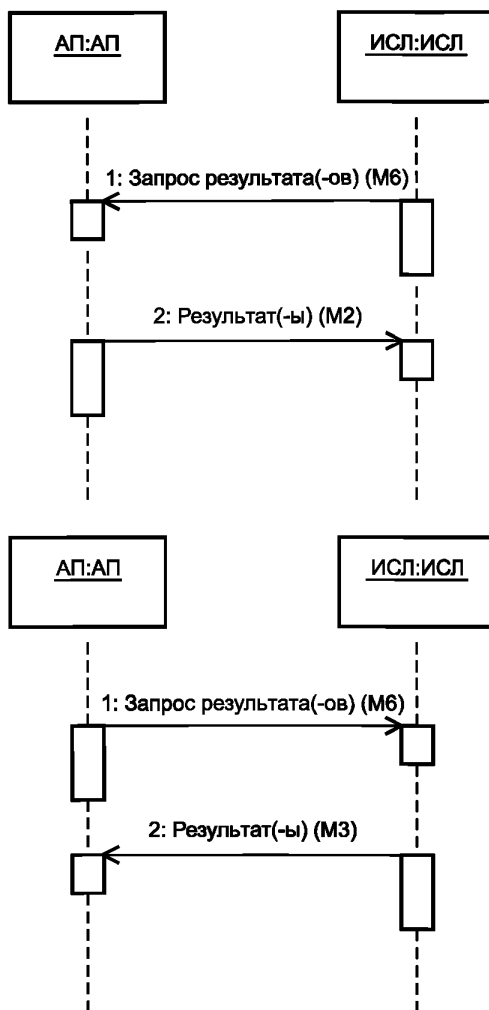 АП:АП
ИСЛ:ИСЛ
1: Запрос результата(-ов) (М6)
2: Результат(-ы) (М2)
АП:АП
ИСЛ:ИСЛ
1: Запрос результата(-ов) (М6)
2: Результат(-ы) (М3)